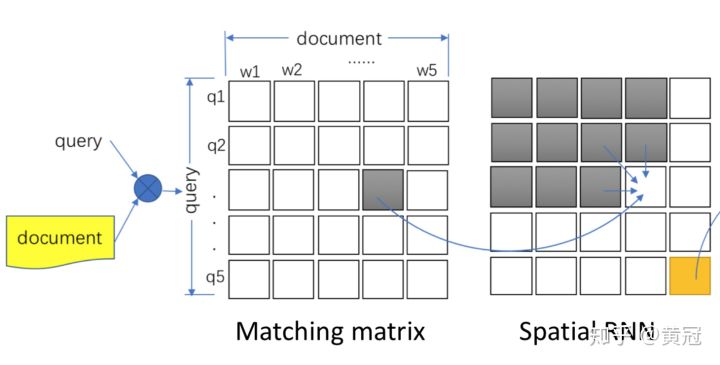 document
......
w1 w2 w5
q1
q2
query
query
document
.
.
.
q5
Matching matrix
Spatial RNN
知乎 @黄冠